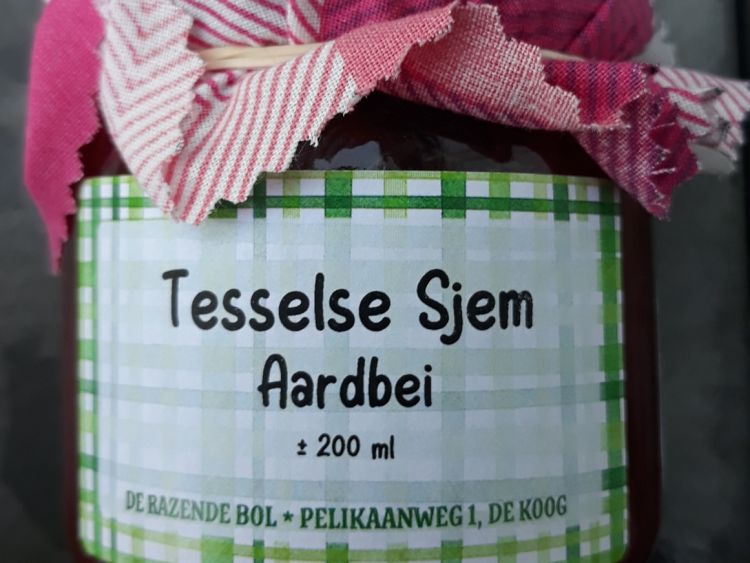 Tesselse Sjem
Aardbei
± 200 ml
DE RAZENDE BOL * PELIKAANWEG 1, DE KOOG